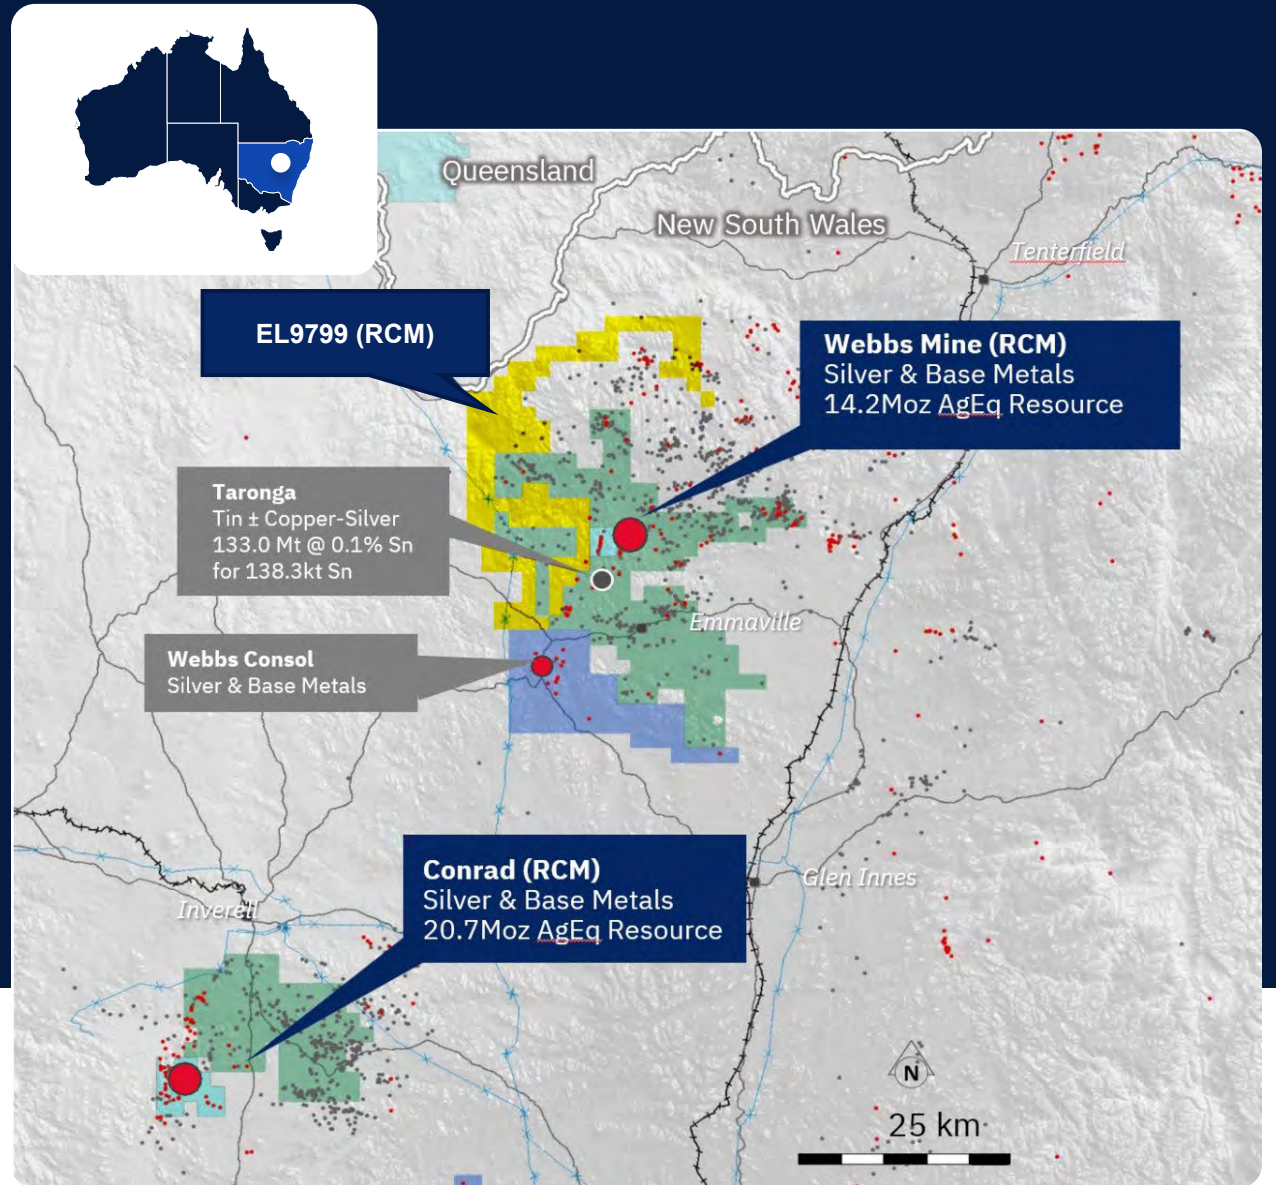 Queensland
New South Wales
Tenterfield
EL9799 (RCM)
Webbs Mine (RCM)
Silver & Base Metals
14.2Moz AgEq Resource
Taronga
Tin ± Copper-Silver
133.0 Mt @ 0.1% Sn
for 138.3kt Sn
Emmaville
Webbs Consol
Silver & Base Metals
Conrad (RCM)
Silver & Base Metals
20.7Moz AgEq Resource
Glen Innes
Inverell
N
25 km